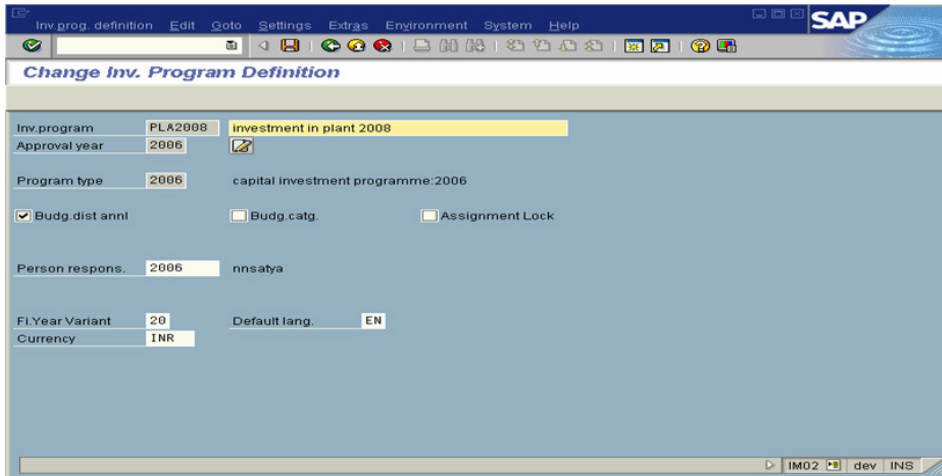 Inv.prog. definition Edit Goto Settings Extras Environment System Help
SAP
Change Inv. Program Definition
Inv.program PLA2008 investment in plant 2008
Approval year 2006
Program type 2006 capital investment programme:2006
Budg.dist annl Budg.catg. Assignment Lock
Person respons. 2006 nnsatya
Fi.Year Variant 20 Default lang. EN
Currency INR
IM02 dev INS